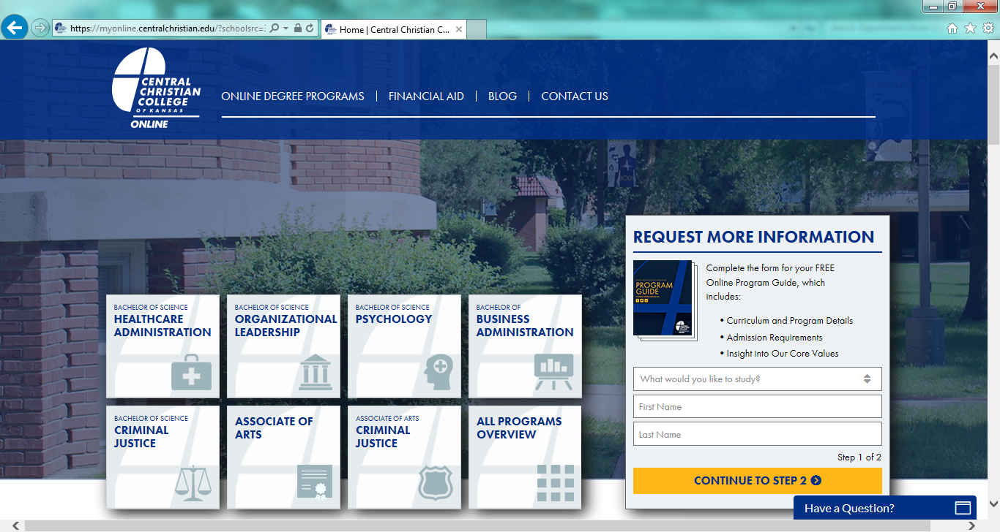 https://myonline.centralchristian.edu/?schoolsrc=
Home | Central Christian C...
CENTRAL
CHRISTIAN
COLLEGE
OF KANSAS
ONLINE
ONLINE DEGREE PROGRAMS | FINANCIAL AID | BLOG | CONTACT US
BODY
REQUEST MORE INFORMATION
PROGRAM
GUIDE
Complete the form for your FREE
Online Program Guide, which
includes:
• Curriculum and Program Details
• Admission Requirements
• Insight into Our Core Values
What would you like to study?
First Name
Last Name
Step 1 of 2
CONTINUE TO STEP 2
BACHELOR OF SCIENCE
HEALTHCARE
ADMINISTRATION
BACHELOR OF SCIENCE
ORGANIZATIONAL
LEADERSHIP
BACHELOR OF SCIENCE
PSYCHOLOGY
BACHELOR OF
BUSINESS
ADMINISTRATION
BACHELOR OF SCIENCE
CRIMINAL
JUSTICE
ASSOCIATE OF
ARTS
ASSOCIATE OF ARTS
CRIMINAL
JUSTICE
ALL PROGRAMS
OVERVIEW
Have a Question?